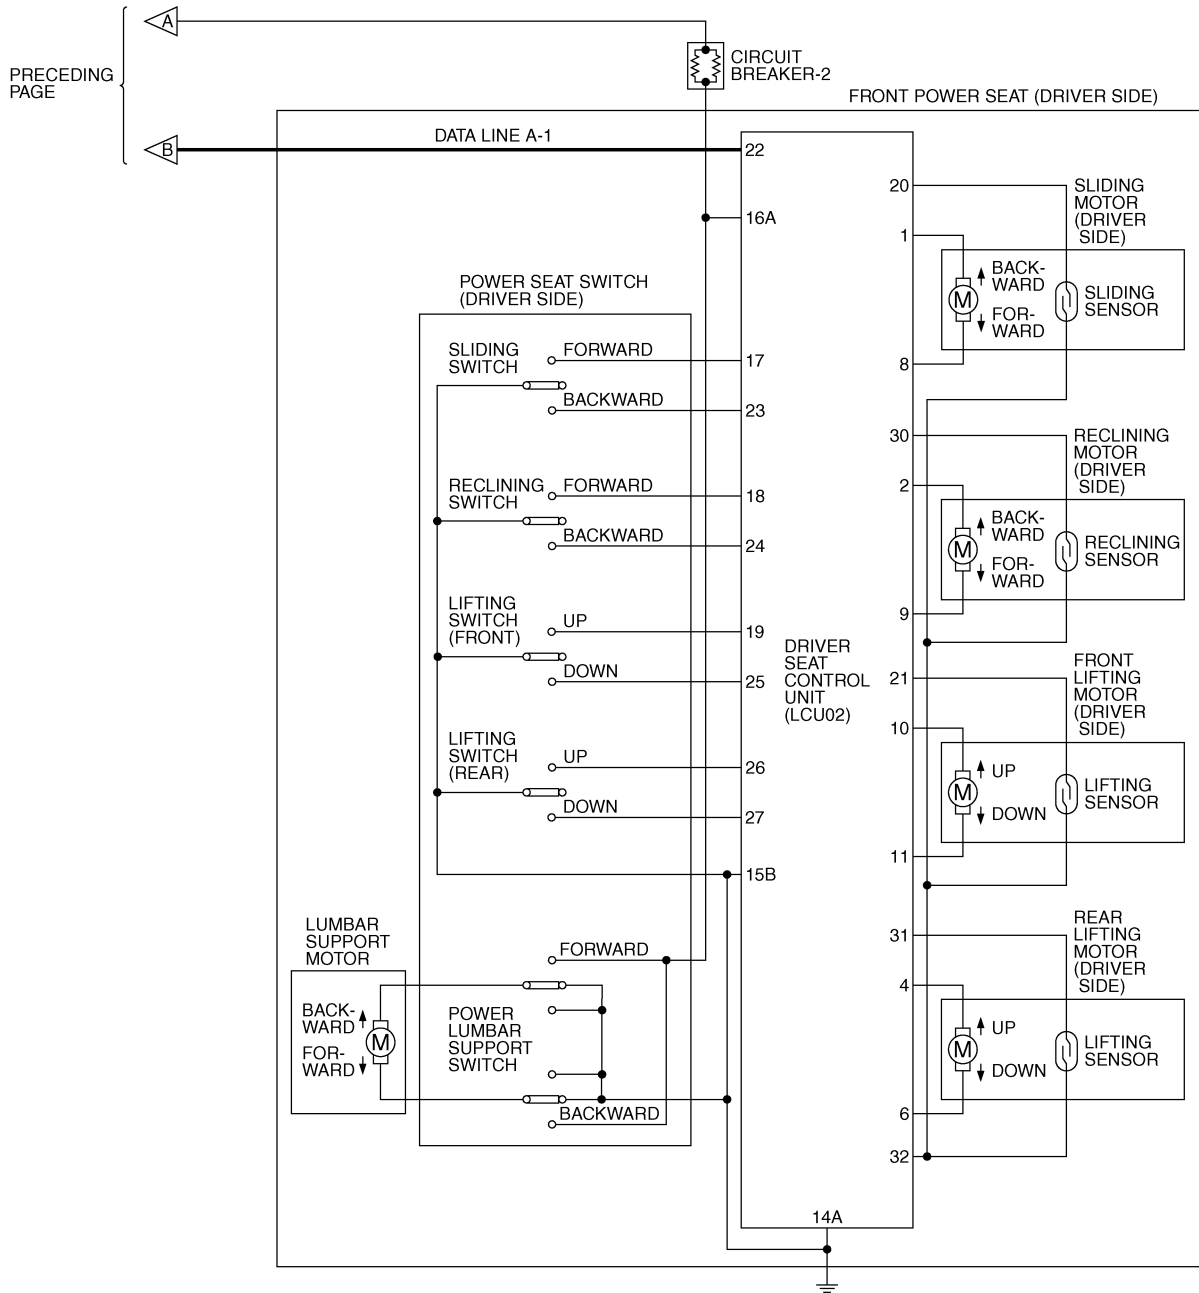 A
PRECEDING
PAGE
B
CIRCUIT
BREAKER-2
FRONT POWER SEAT (DRIVER SIDE)
DATA LINE A-1
22
16A
POWER SEAT SWITCH
(DRIVER SIDE)
SLIDING
SWITCH
FORWARD
17
BACKWARD
23
RECLINING
SWITCH
FORWARD
18
BACKWARD
24
LIFTING
SWITCH
(FRONT)
UP
19
DOWN
25
LIFTING
SWITCH
(REAR)
UP
26
DOWN
27
15B
LUMBAR
SUPPORT
MOTOR
BACK-
WARD
FOR-
WARD
M
FORWARD
POWER
LUMBAR
SUPPORT
SWITCH
BACKWARD
DRIVER
SEAT
CONTROL
UNIT
(LCU02)
14A
20
1
SLIDING
MOTOR
(DRIVER
SIDE)
M
BACK-
WARD
FOR-
WARD
SLIDING
SENSOR
8
30
2
RECLINING
MOTOR
(DRIVER
SIDE)
M
BACK-
WARD
FOR-
WARD
RECLINING
SENSOR
9
21
10
FRONT
LIFTING
MOTOR
(DRIVER
SIDE)
M
UP
DOWN
LIFTING
SENSOR
11
31
4
REAR
LIFTING
MOTOR
(DRIVER
SIDE)
M
UP
DOWN
LIFTING
SENSOR
6
32